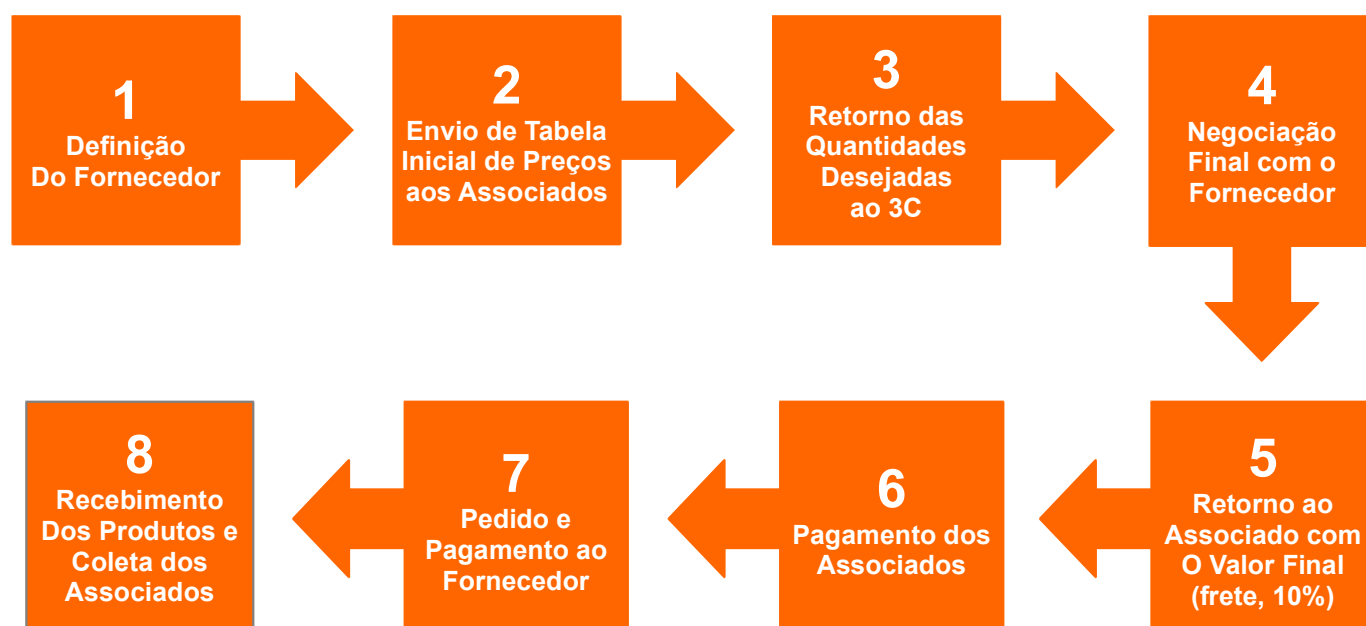 1
Definição
Do Fornecedor
2
Envio de Tabela
Inicial de Preços
aos Associados
3
Retorno das
Quantidades
Desejadas
ao 3C
4
Negociação
Final com o
Fornecedor
5
Retorno ao
Associado com
O Valor Final
(frete, 10%)
6
Pagamento dos
Associados
7
Pedido e
Pagamento ao
Fornecedor
8
Recebimento
Dos Produtos e
Coleta dos
Associados